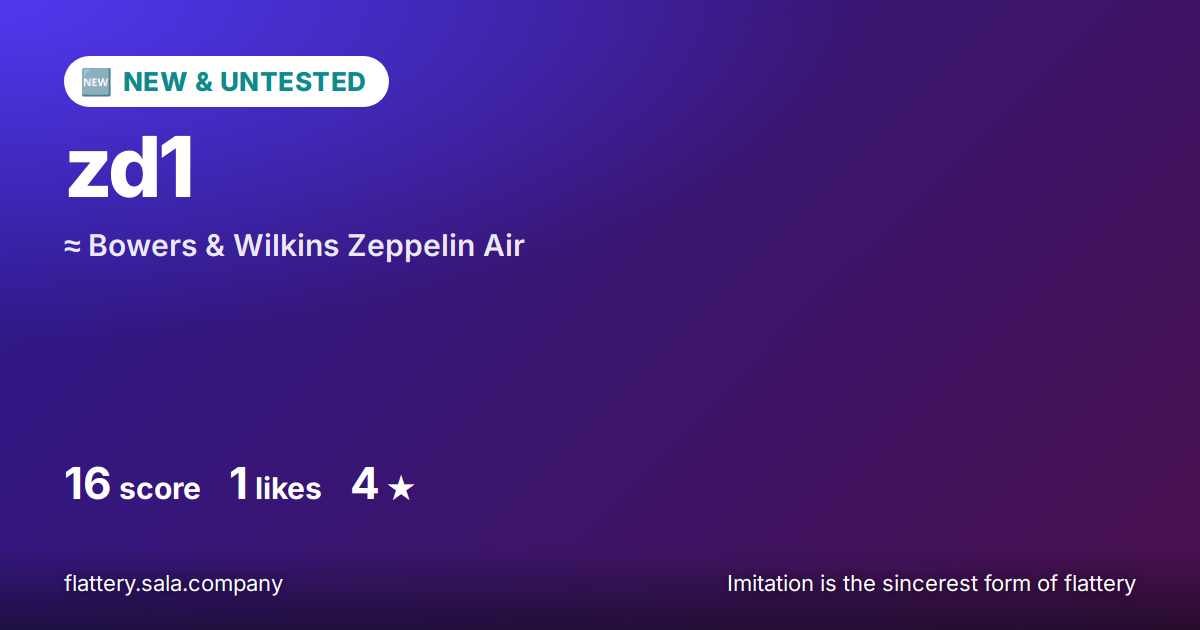 🆕 NEW & UNTESTED
zd1
≈ Bowers & Wilkins Zeppelin Air
16 score 1 likes 4 ★
flattery.sala.company
Imitation is the sincerest form of flattery